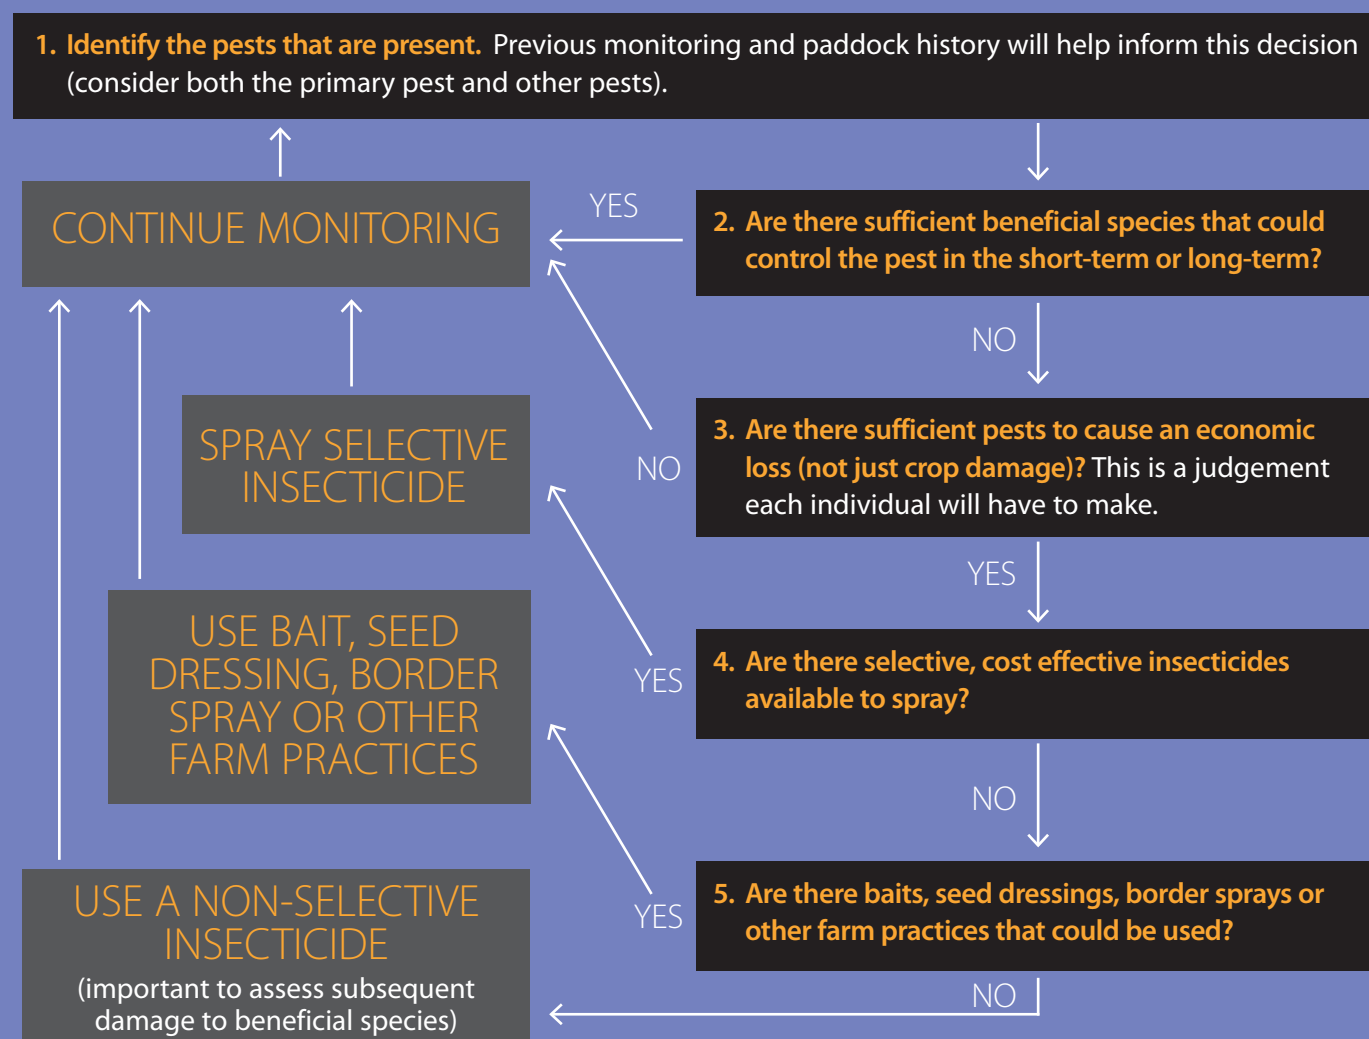 1. Identify the pests that are present. Previous monitoring and paddock history will help inform this decision
(consider both the primary pest and other pests).
CONTINUE MONITORING
YES
2. Are there sufficient beneficial species that could
control the pest in the short-term or long-term?
NO
SPRAY SELECTIVE
INSECTICIDE
NO
3. Are there sufficient pests to cause an economic
loss (not just crop damage)? This is a judgement
each individual will have to make.
YES
USE BAIT, SEED
DRESSING, BORDER
SPRAY OR OTHER
FARM PRACTICES
YES
4. Are there selective, cost effective insecticides
available to spray?
NO
USE A NON-SELECTIVE
INSECTICIDE
(important to assess subsequent
damage to beneficial species)
YES
5. Are there baits, seed dressings, border sprays or
other farm practices that could be used?
NO